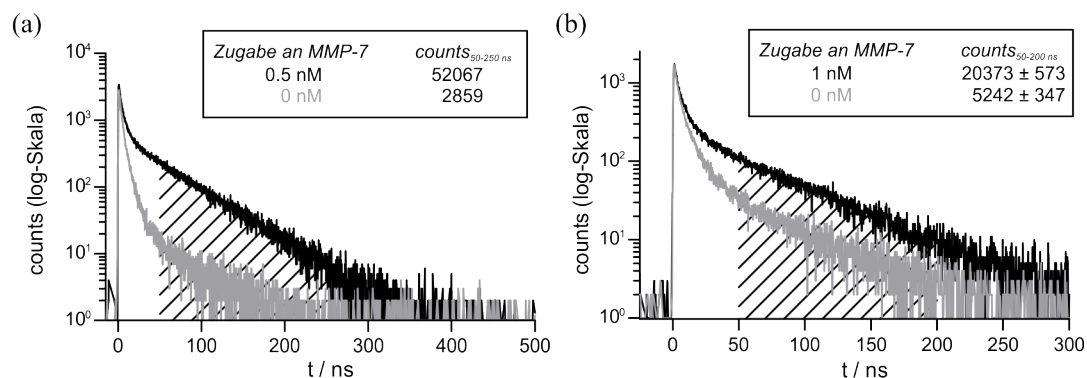 (a)
Zugabe an MMP-7 counts50-250 ns
0.5 nM 52067
0 nM 2859
counts (log-Skala)
10^4
10^3
10^2
10^1
10^0
0 100 200 300 400 500
t / ns
(b)
Zugabe an MMP-7 counts50-200 ns
1 nM 20373 ± 573
0 nM 5242 ± 347
counts (log-Skala)
10^3
10^2
10^1
10^0
0 50 100 150 200 250 300
t / ns